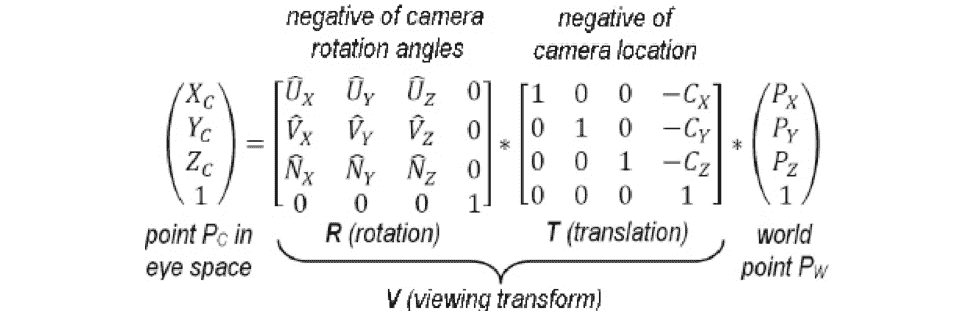 negative of camera rotation angles
negative of camera location
(X_C Y_C Z_C 1) = [Û_X Û_Y Û_Z 0; V̂_X V̂_Y V̂_Z 0; N̂_X N̂_Y N̂_Z 0; 0 0 0 1] * [1 0 0 −C_X; 0 1 0 −C_Y; 0 0 1 −C_Z; 0 0 0 1] * (P_X P_Y P_Z 1)
point P_C in eye space
R (rotation)
T (translation)
world point P_W
V (viewing transform)